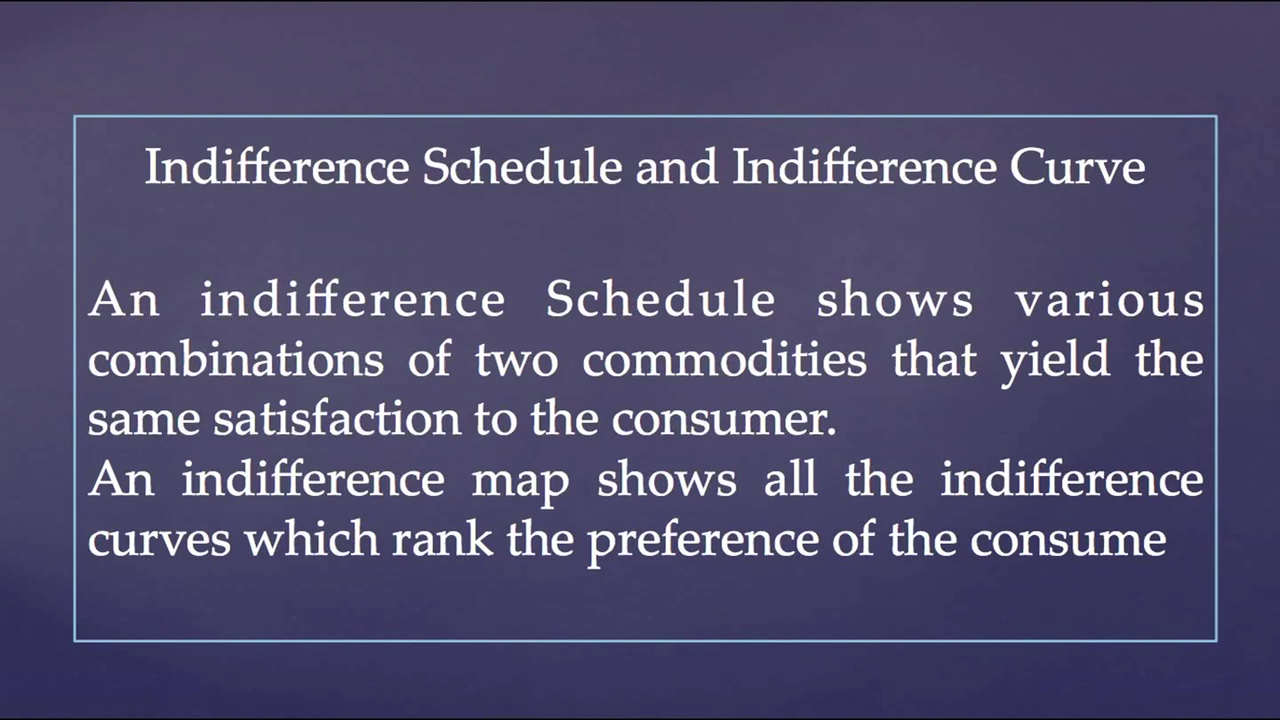 Indifference Schedule and Indifference Curve
An indifference Schedule shows various
combinations of two commodities that yield the
same satisfaction to the consumer.
An indifference map shows all the indifference
curves which rank the preference of the consume